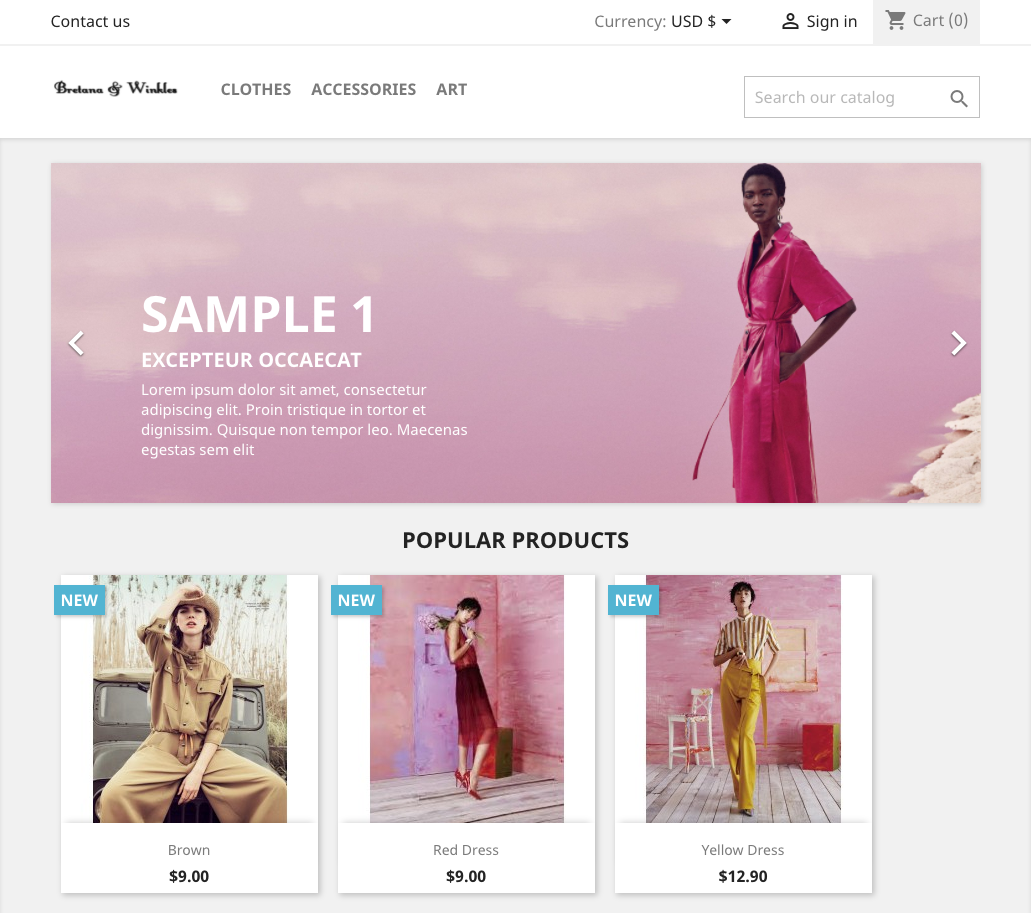 Contact us
Currency: USD $
Sign in
Cart (0)
Bretana & Winkles
CLOTHES ACCESSORIES ART
Search our catalog
SAMPLE 1
EXCEPTEUR OCCAECAT
Lorem ipsum dolor sit amet, consectetur
adipiscing elit. Proin tristique in tortor et
dignissim. Quisque non tempor leo. Maecenas
egestas sem elit
POPULAR PRODUCTS
NEW
Brown
$9.00
NEW
Red Dress
$9.00
NEW
Yellow Dress
$12.90